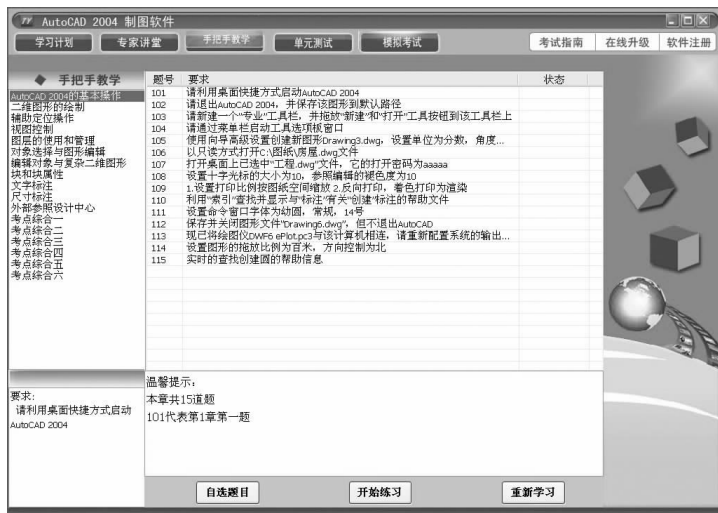 AutoCAD 2004 制图软件
学习计划 专家讲堂 手把手教学 单元测试 模拟考试 考试指南 在线升级 软件注册
手把手教学
AutoCAD 2004的基本操作
二维图形的绘制
辅助定位操作
视图控制
图层的使用和管理
对象选择与图形编辑
编辑对象与复杂二维图形
块和块属性
文字标注
尺寸标注
外部参照设计中心
考点综合一
考点综合二
考点综合三
考点综合四
考点综合五
考点综合六
题号 要求 状态
101 请利用桌面快捷方式启动AutoCAD 2004
102 请退出AutoCAD 2004，并保存该图形到默认路径
103 请新建一个“专业”工具栏，并拖放“新建”和“打开”工具按钮到该工具栏上
104 请通过菜单栏启动工具选项板窗口
105 使用向导高级设置创建新图形Drawing3.dwg，设置单位为分数，角度...
106 以只读方式打开C:\图纸\房屋.dwg文件
107 打开桌面上已选中“工程.dwg”文件，它的打开密码为aaaaa
108 设置十字光标的大小为10，参照编辑的褪色度为10
109 1.设置打印比例按图纸空间缩放 2.反向打印，着色打印为渲染
110 利用“索引”查找并显示与“标注”有关“创建”标注的帮助文件
111 设置命令窗口字体为幼圆，常规，14号
112 保存并关闭图形文件“Drawing6.dwg”，但不退出AutoCAD
113 现已将绘图仪DWF6 ePlot.pc3与该计算机相连，请重新配置系统的输出...
114 设置图形的拖放比例为百米，方向控制为北
115 实时的查找创建圆的帮助信息
要求:
请利用桌面快捷方式启动
AutoCAD 2004
温馨提示：
本章共15道题
101代表第1章第一题
自选题目 开始练习 重新学习